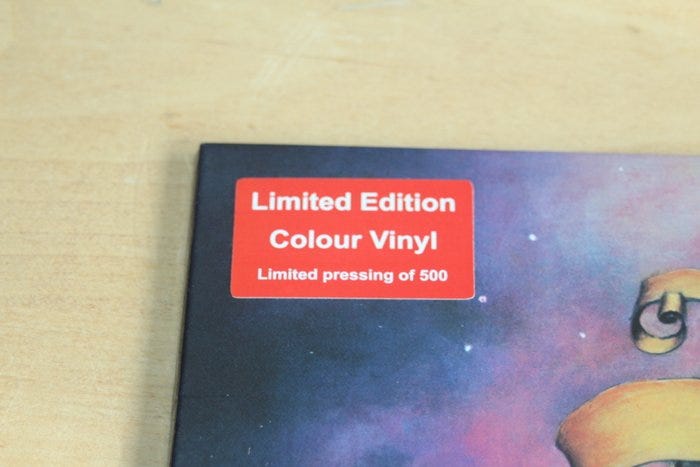 Limited Edition
Colour Vinyl
Limited pressing of 500